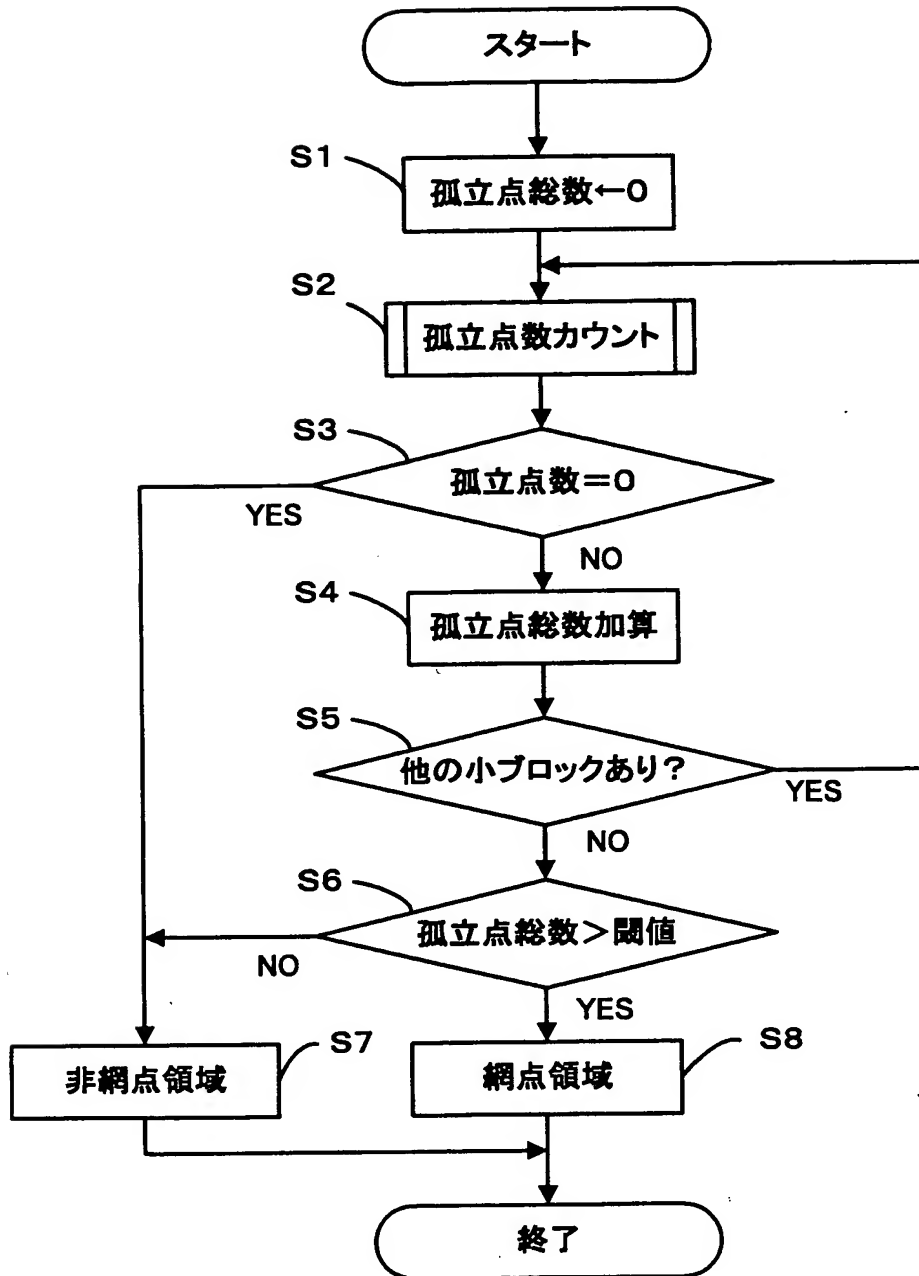 スタート
S1
孤立点総数←0
S2
孤立点数カウント
S3
孤立点数=0
YES
NO
S4
孤立点総数加算
S5
他の小ブロックあり?
YES
NO
S6
孤立点総数>閾値
NO
YES
S7
非網点領域
S8
網点領域
終了